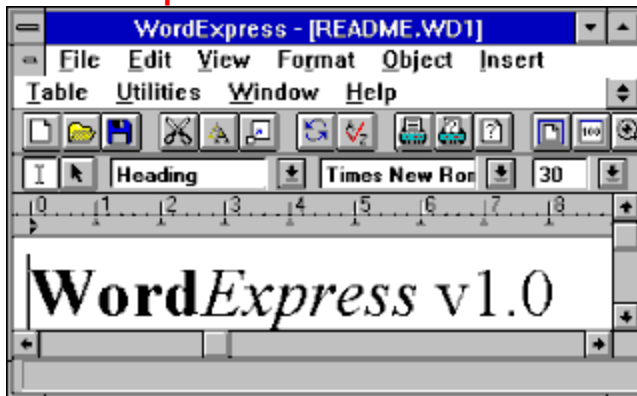 WordExpress - [README.WD1]
File Edit View Format Object Insert
Table Utilities Window Help
100
Heading Times New Ron 30
0 1 2 3 4 5 6 7 8
WordExpress v1.0